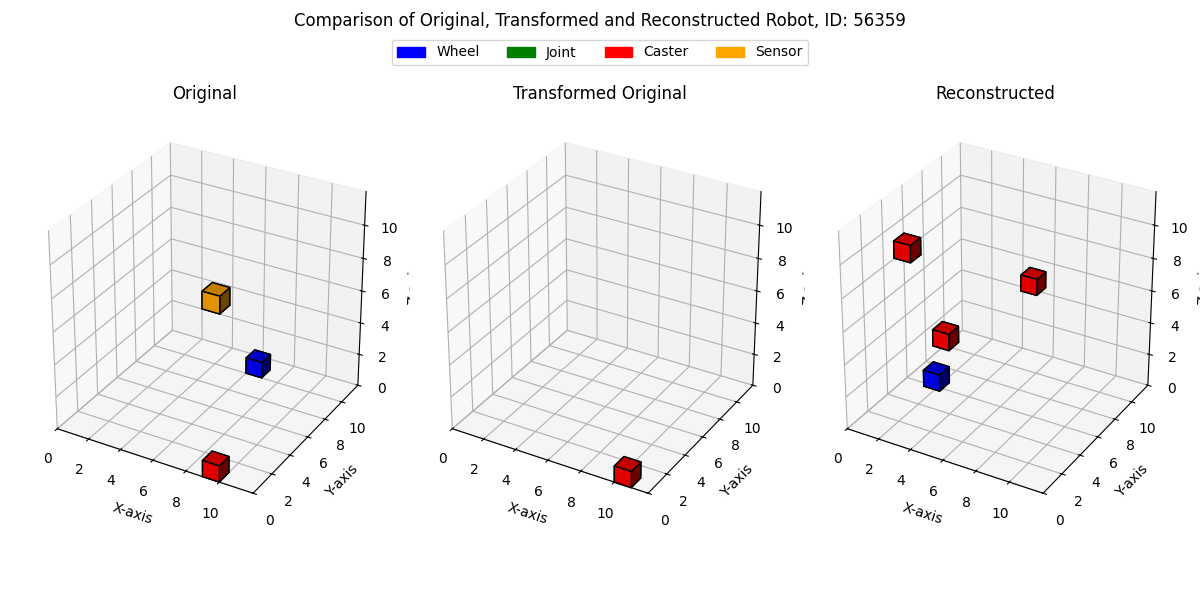 Comparison of Original, Transformed and Reconstructed Robot, ID: 56359
Wheel Joint Caster Sensor
Original Transformed Original Reconstructed
10 10 10
8 8 8
6 6 6
4 4 4
2 2 2
0 0 0
0 2 4 6 8 10 X-axis 0 2 4 6 8 10 Y-axis
0 2 4 6 8 10 X-axis 0 2 4 6 8 10 Y-axis
0 2 4 6 8 10 X-axis 0 2 4 6 8 10 Y-axis